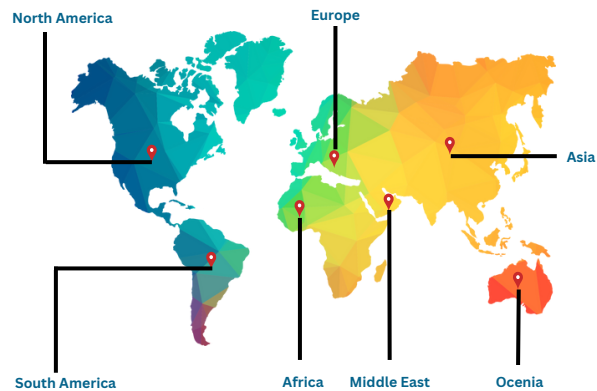 Europe
North America
Asia
South America
Africa
Middle East
Ocenia